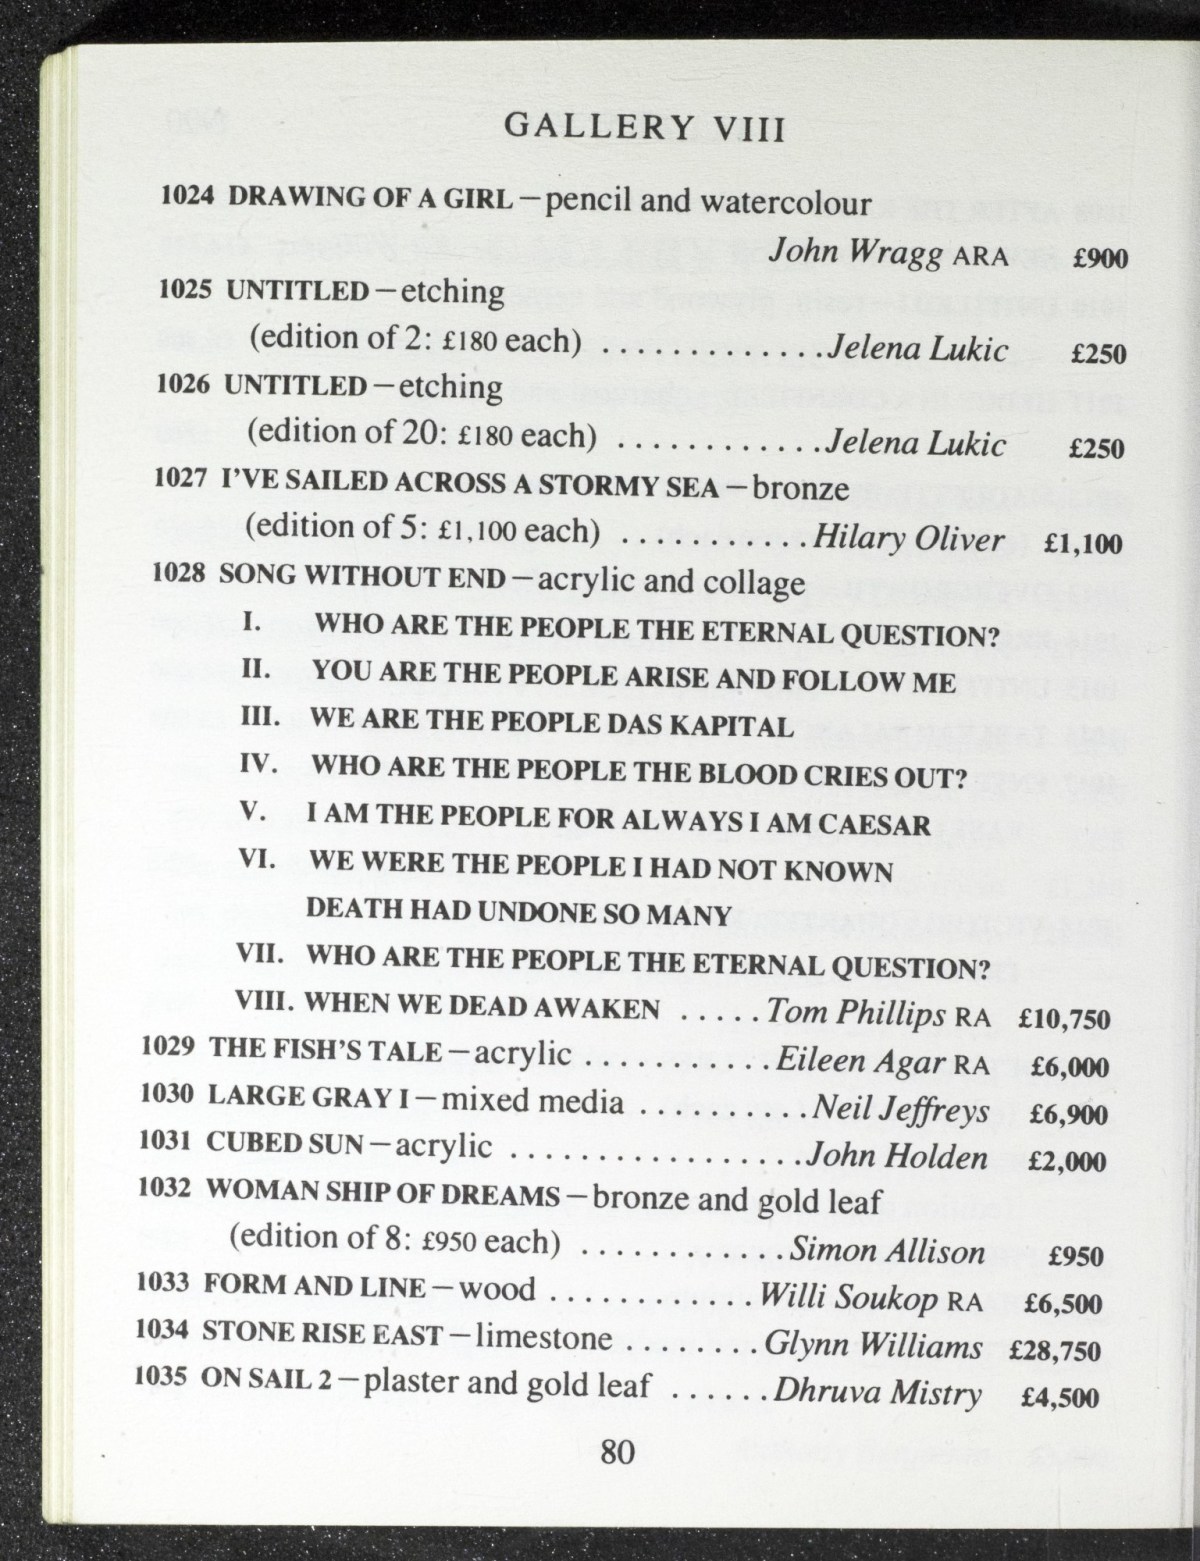 GALLERY VIII
1024 DRAWING OF A GIRL – pencil and watercolour
John Wragg ARA £900
1025 UNTITLED – etching
(edition of 2: £180 each) ............. Jelena Lukic £250
1026 UNTITLED – etching
(edition of 20: £180 each) ............ Jelena Lukic £250
1027 I'VE SAILED ACROSS A STORMY SEA – bronze
(edition of 5: £1,100 each) ........... Hilary Oliver £1,100
1028 SONG WITHOUT END – acrylic and collage
I. WHO ARE THE PEOPLE THE ETERNAL QUESTION?
II. YOU ARE THE PEOPLE ARISE AND FOLLOW ME
III. WE ARE THE PEOPLE DAS KAPITAL
IV. WHO ARE THE PEOPLE THE BLOOD CRIES OUT?
V. I AM THE PEOPLE FOR ALWAYS I AM CAESAR
VI. WE WERE THE PEOPLE I HAD NOT KNOWN
DEATH HAD UNDONE SO MANY
VII. WHO ARE THE PEOPLE THE ETERNAL QUESTION?
VIII. WHEN WE DEAD AWAKEN ..... Tom Phillips RA £10,750
1029 THE FISH'S TALE – acrylic ........... Eileen Agar RA £6,000
1030 LARGE GRAY I – mixed media .......... Neil Jeffreys £6,900
1031 CUBED SUN – acrylic ................. John Holden £2,000
1032 WOMAN SHIP OF DREAMS – bronze and gold leaf
(edition of 8: £950 each) ............ Simon Allison £950
1033 FORM AND LINE – wood ............ Willi Soukop RA £6,500
1034 STONE RISE EAST – limestone ........ Glynn Williams £28,750
1035 ON SAIL 2 – plaster and gold leaf ...... Dhruva Mistry £4,500
80